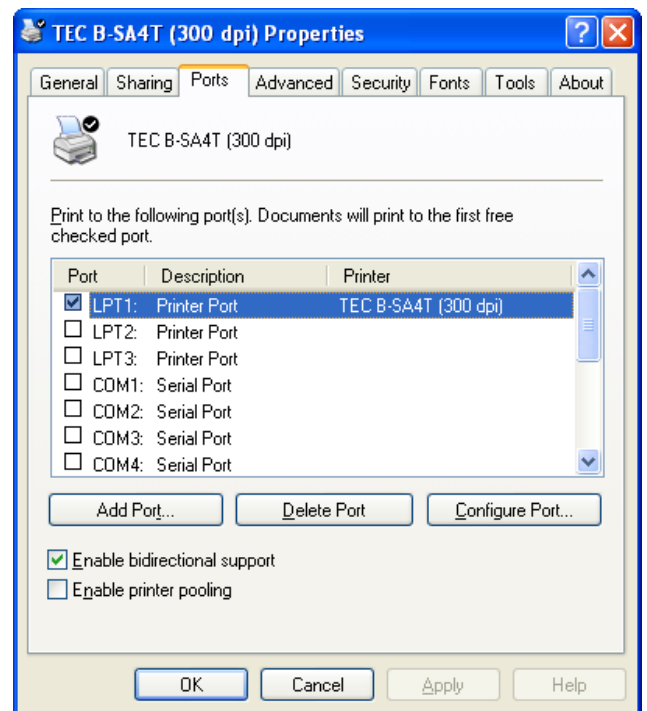 TEC B-SA4T (300 dpi) Properties
General Sharing Ports Advanced Security Fonts Tools About
TEC B-SA4T (300 dpi)
Print to the following port(s). Documents will print to the first free
checked port.
Port Description Printer
LPT1: Printer Port TEC B-SA4T (300 dpi)
LPT2: Printer Port
LPT3: Printer Port
COM1: Serial Port
COM2: Serial Port
COM3: Serial Port
COM4: Serial Port
Add Port... Delete Port Configure Port...
Enable bidirectional support
Enable printer pooling
OK Cancel Apply Help